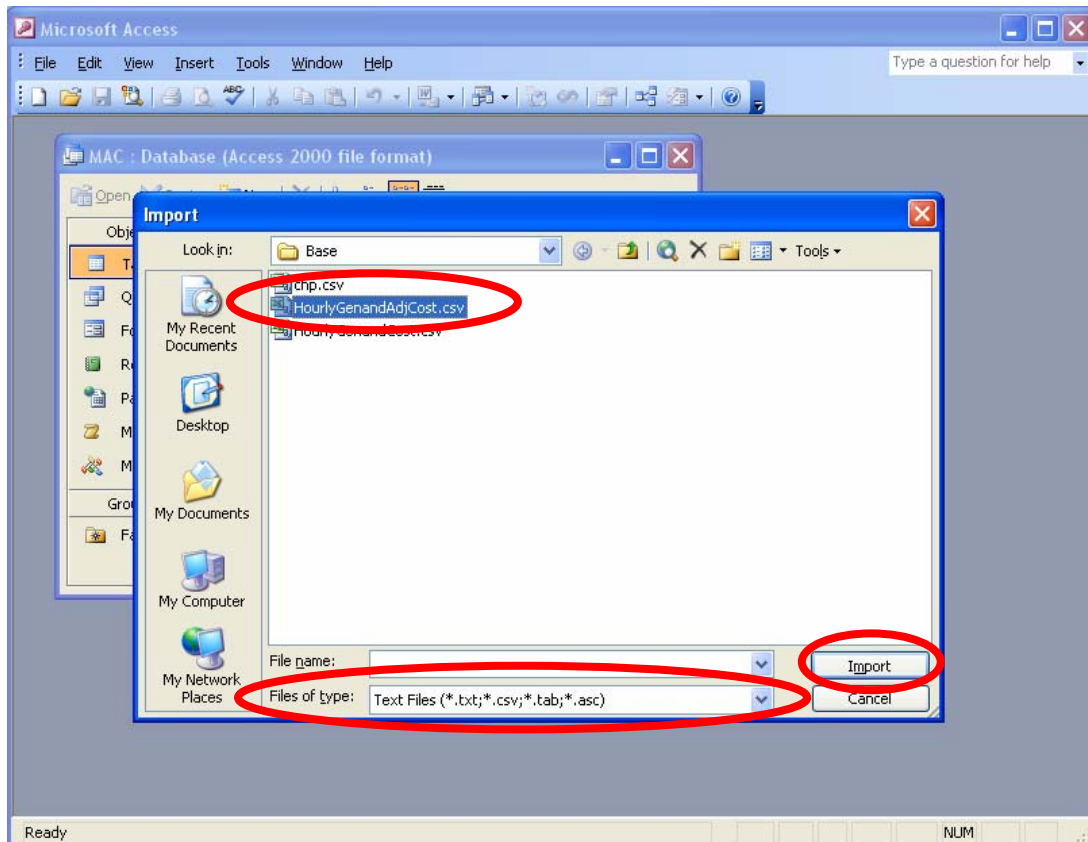 Microsoft Access
File Edit View Insert Tools Window Help
Type a question for help
MAC : Database (Access 2000 file format)
Open
Import
Look in:
Base
Tools
chp.csv
HourlyGenandAdjCost.csv
HourlyGenandCost.csv
My Recent
Documents
Desktop
My Documents
My Computer
My Network
Places
File name:
Import
Files of type:
Text Files (*.txt;*.csv;*.tab;*.asc)
Cancel
Ready
NUM